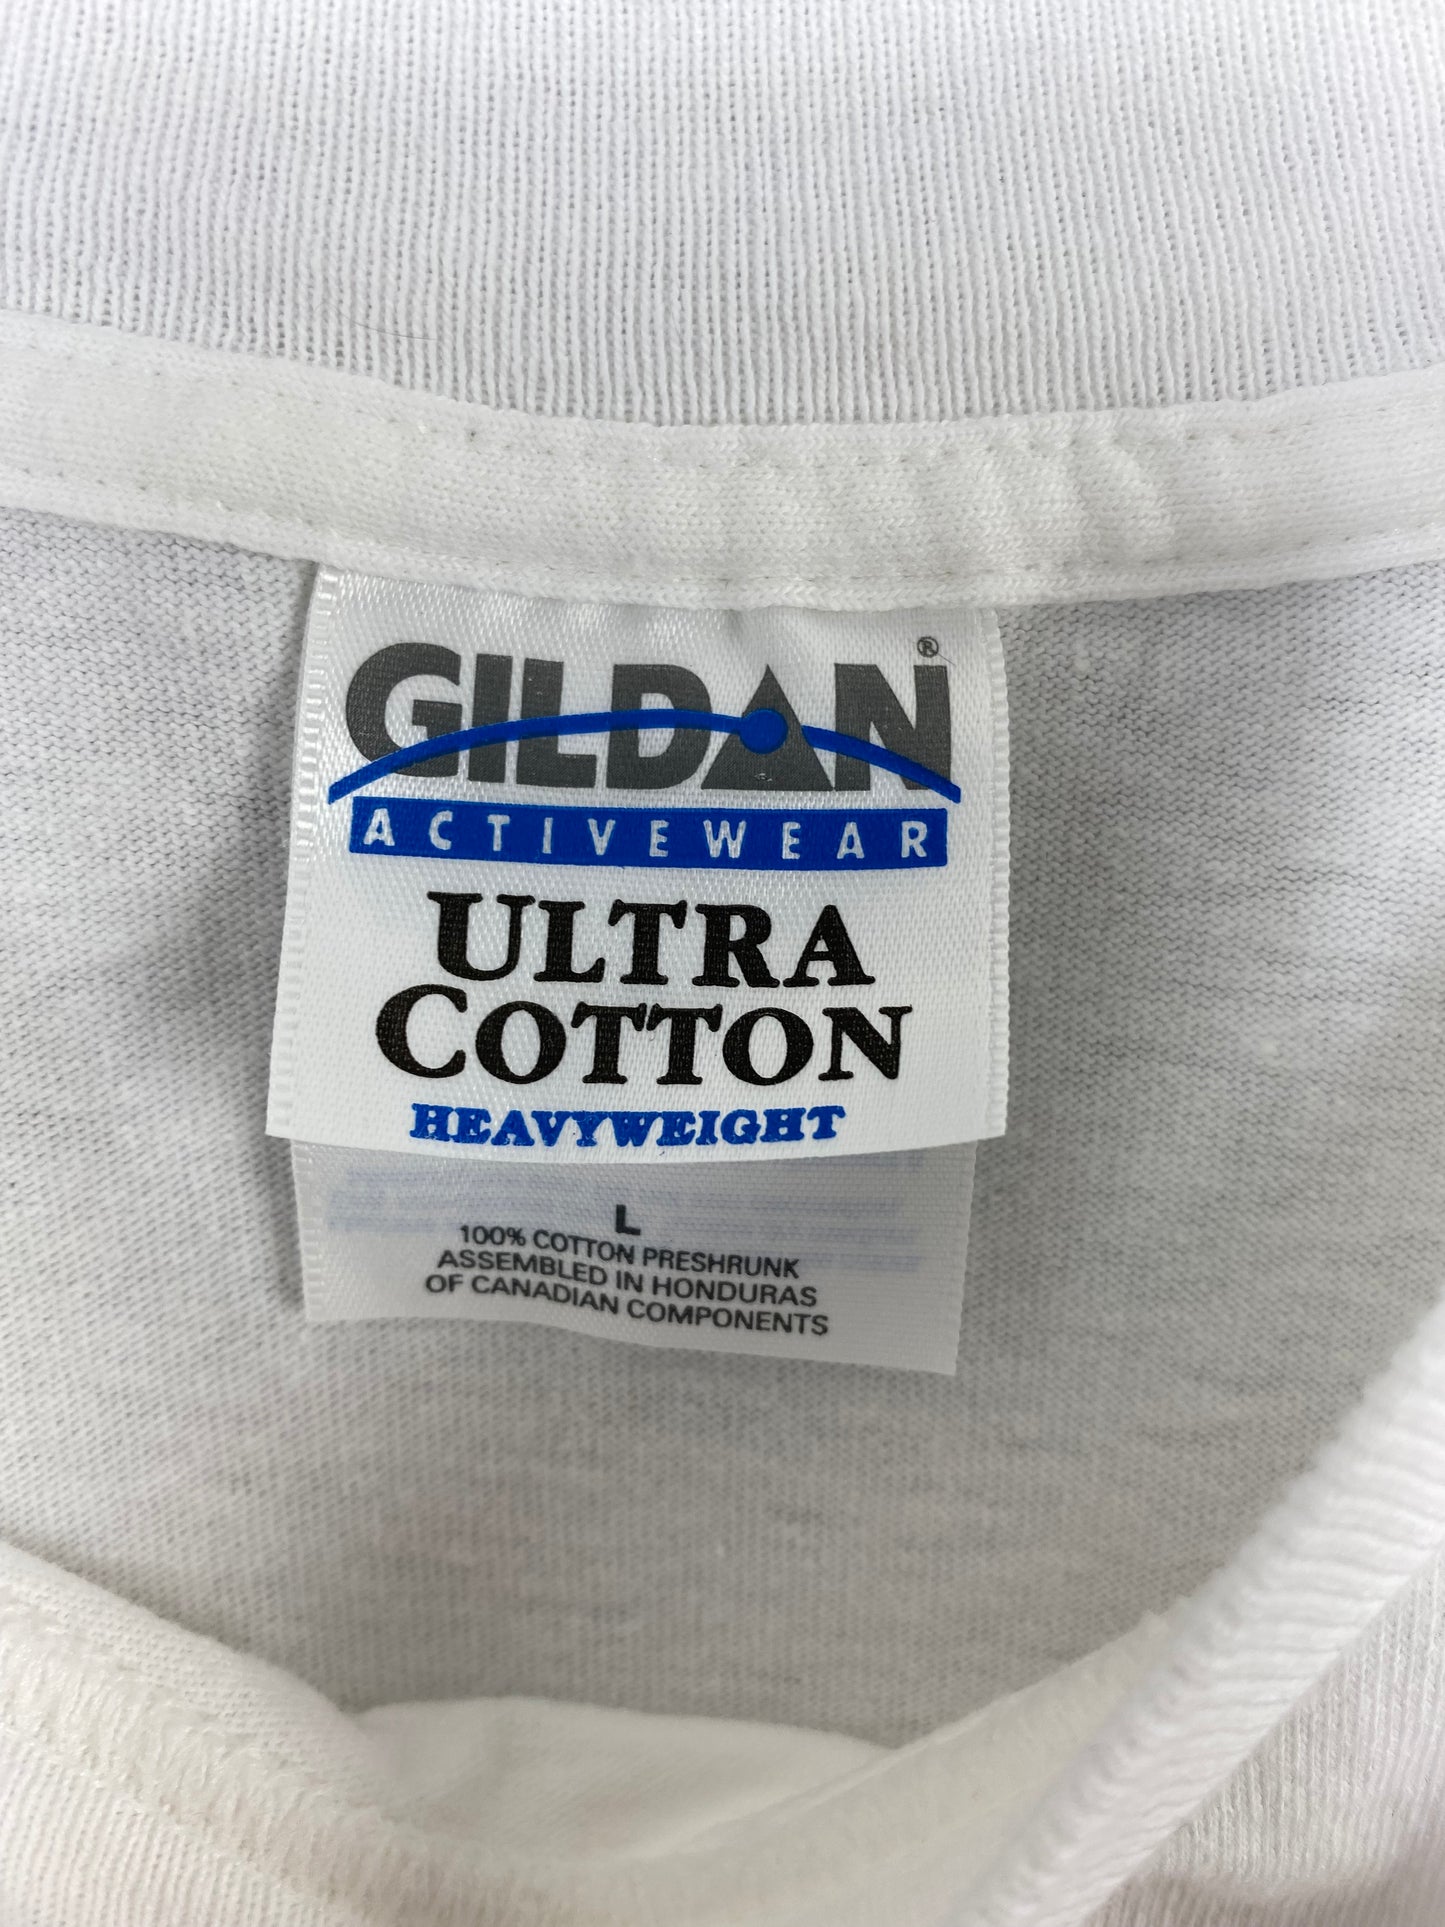 GILDAN®
ACTIVEWEAR
ULTRA
COTTON
HEAVYWEIGHT
L
100% COTTON PRESHRUNK
ASSEMBLED IN HONDURAS
OF CANADIAN COMPONENTS